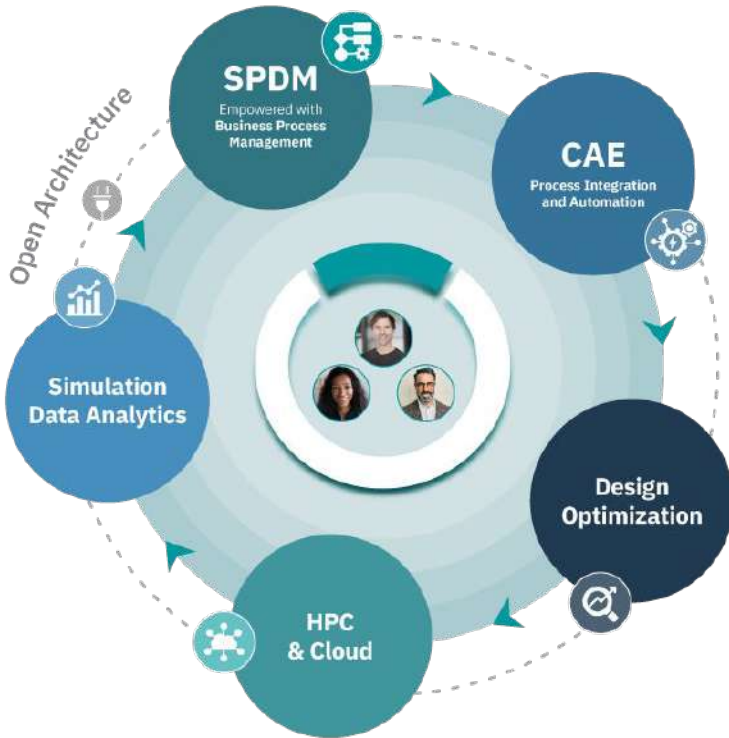 Open Architecture
SPDM
Empowered with
Business Process
Management
CAE
Process Integration
and Automation
Design
Optimization
HPC
& Cloud
Simulation
Data Analytics